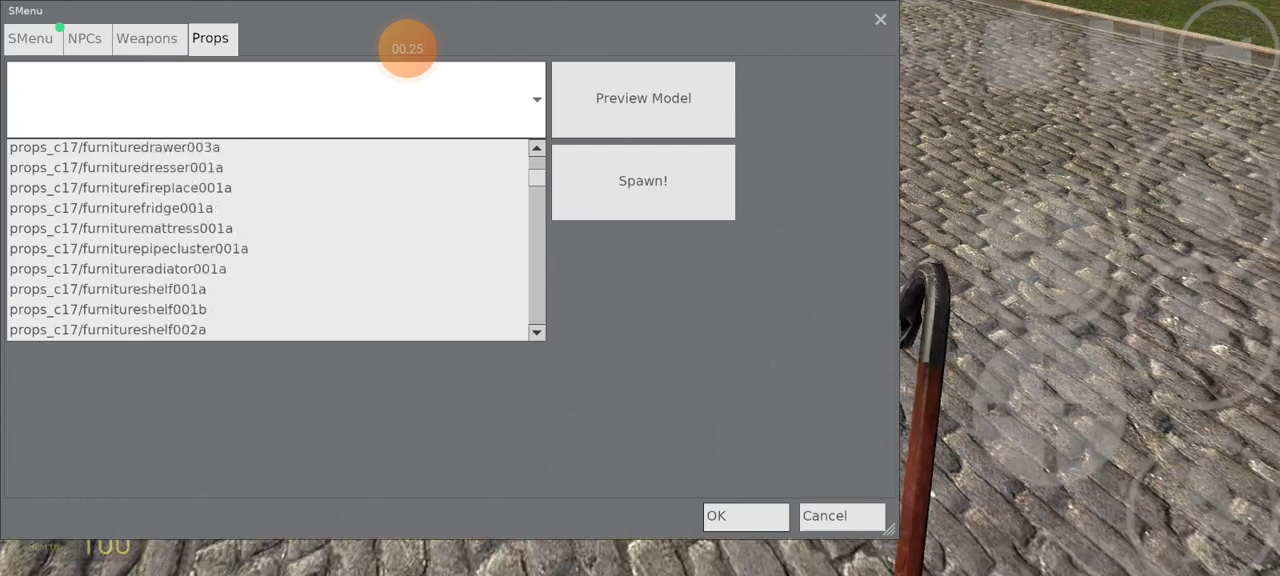 SMenu
SMenu NPCs Weapons Props
00.25
Preview Model
props_c17/furnituredrawer003a
props_c17/furnituredresser001a
props_c17/furniturefireplace001a
props_c17/furniturefridge001a
props_c17/furnituremattress001a
props_c17/furniturepipecluster001a
props_c17/furnitureradiator001a
props_c17/furnitureshelf001a
props_c17/furnitureshelf001b
props_c17/furnitureshelf002a
Spawn!
OK Cancel
100